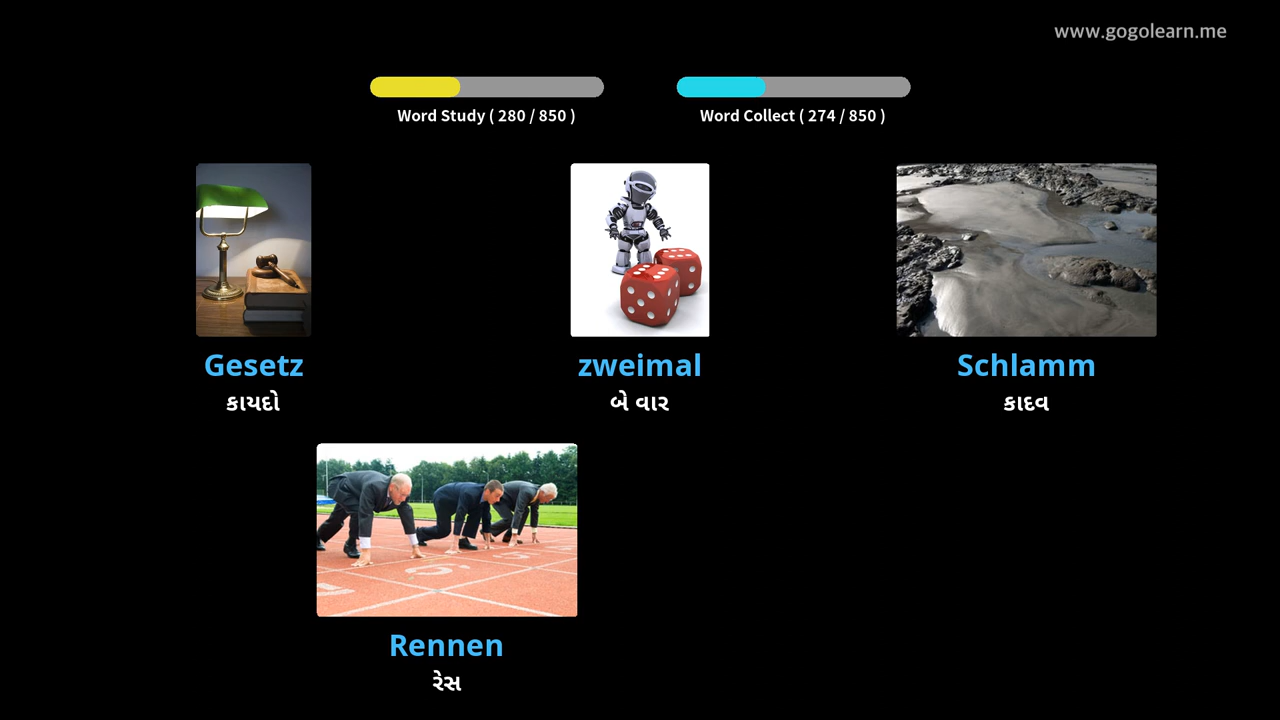 www.gogolearn.me
Word Study ( 280 / 850 )
Word Collect ( 274 / 850 )
Gesetz
કાયદો
zweimal
બે વાર
Schlamm
કાદવ
Rennen
રેસ